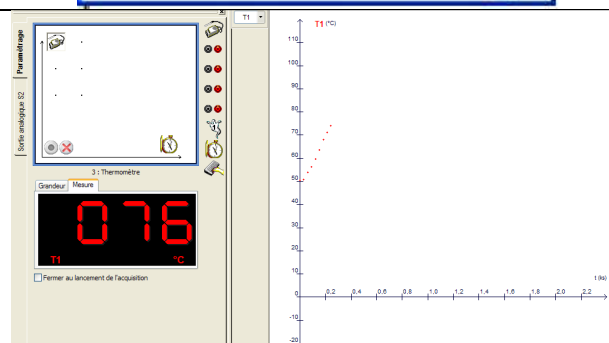 T1
Paramétrage
Sortie analogique S2
3 : Thermomètre
Grandeur Mesure
076
T1 °C
Fermer au lancement de l'acquisition
T1 (°C)
110
100
90
80
70
60
50
40
30
20
10
0
-10
-20
0.2 0.4 0.6 0.8 1.0 1.2 1.4 1.6 1.8 2.0 2.2
t (ks)